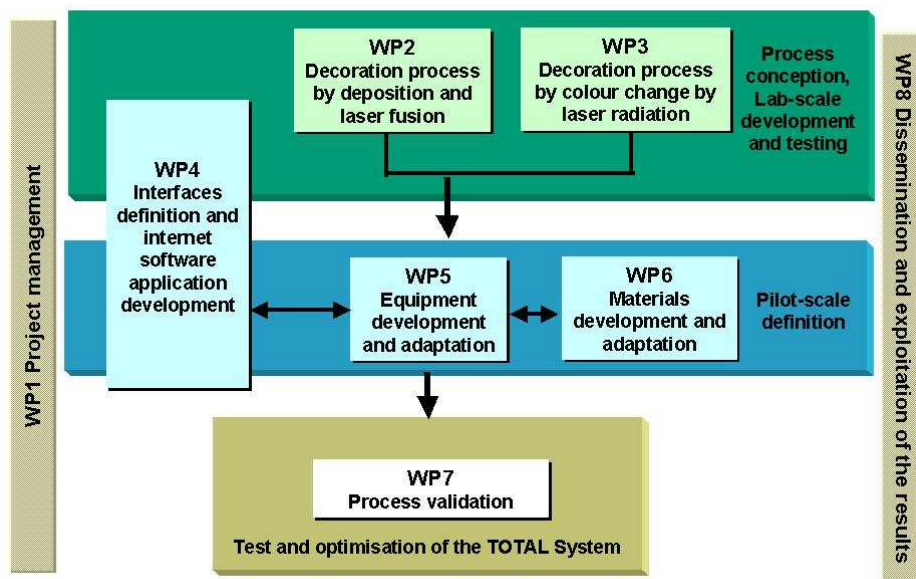 WP1 Project management
WP2
Decoration process
by deposition and
laser fusion
WP3
Decoration process
by colour change by
laser radiation
Process
conception,
Lab-scale
development
and testing
WP4
Interfaces
definition and
internet
software
application
development
WP5
Equipment
development
and adaptation
WP6
Materials
development and
adaptation
Pilot-scale
definition
WP7
Process validation
Test and optimisation of the TOTAL System
WP8 Dissemination and exploitation of the results